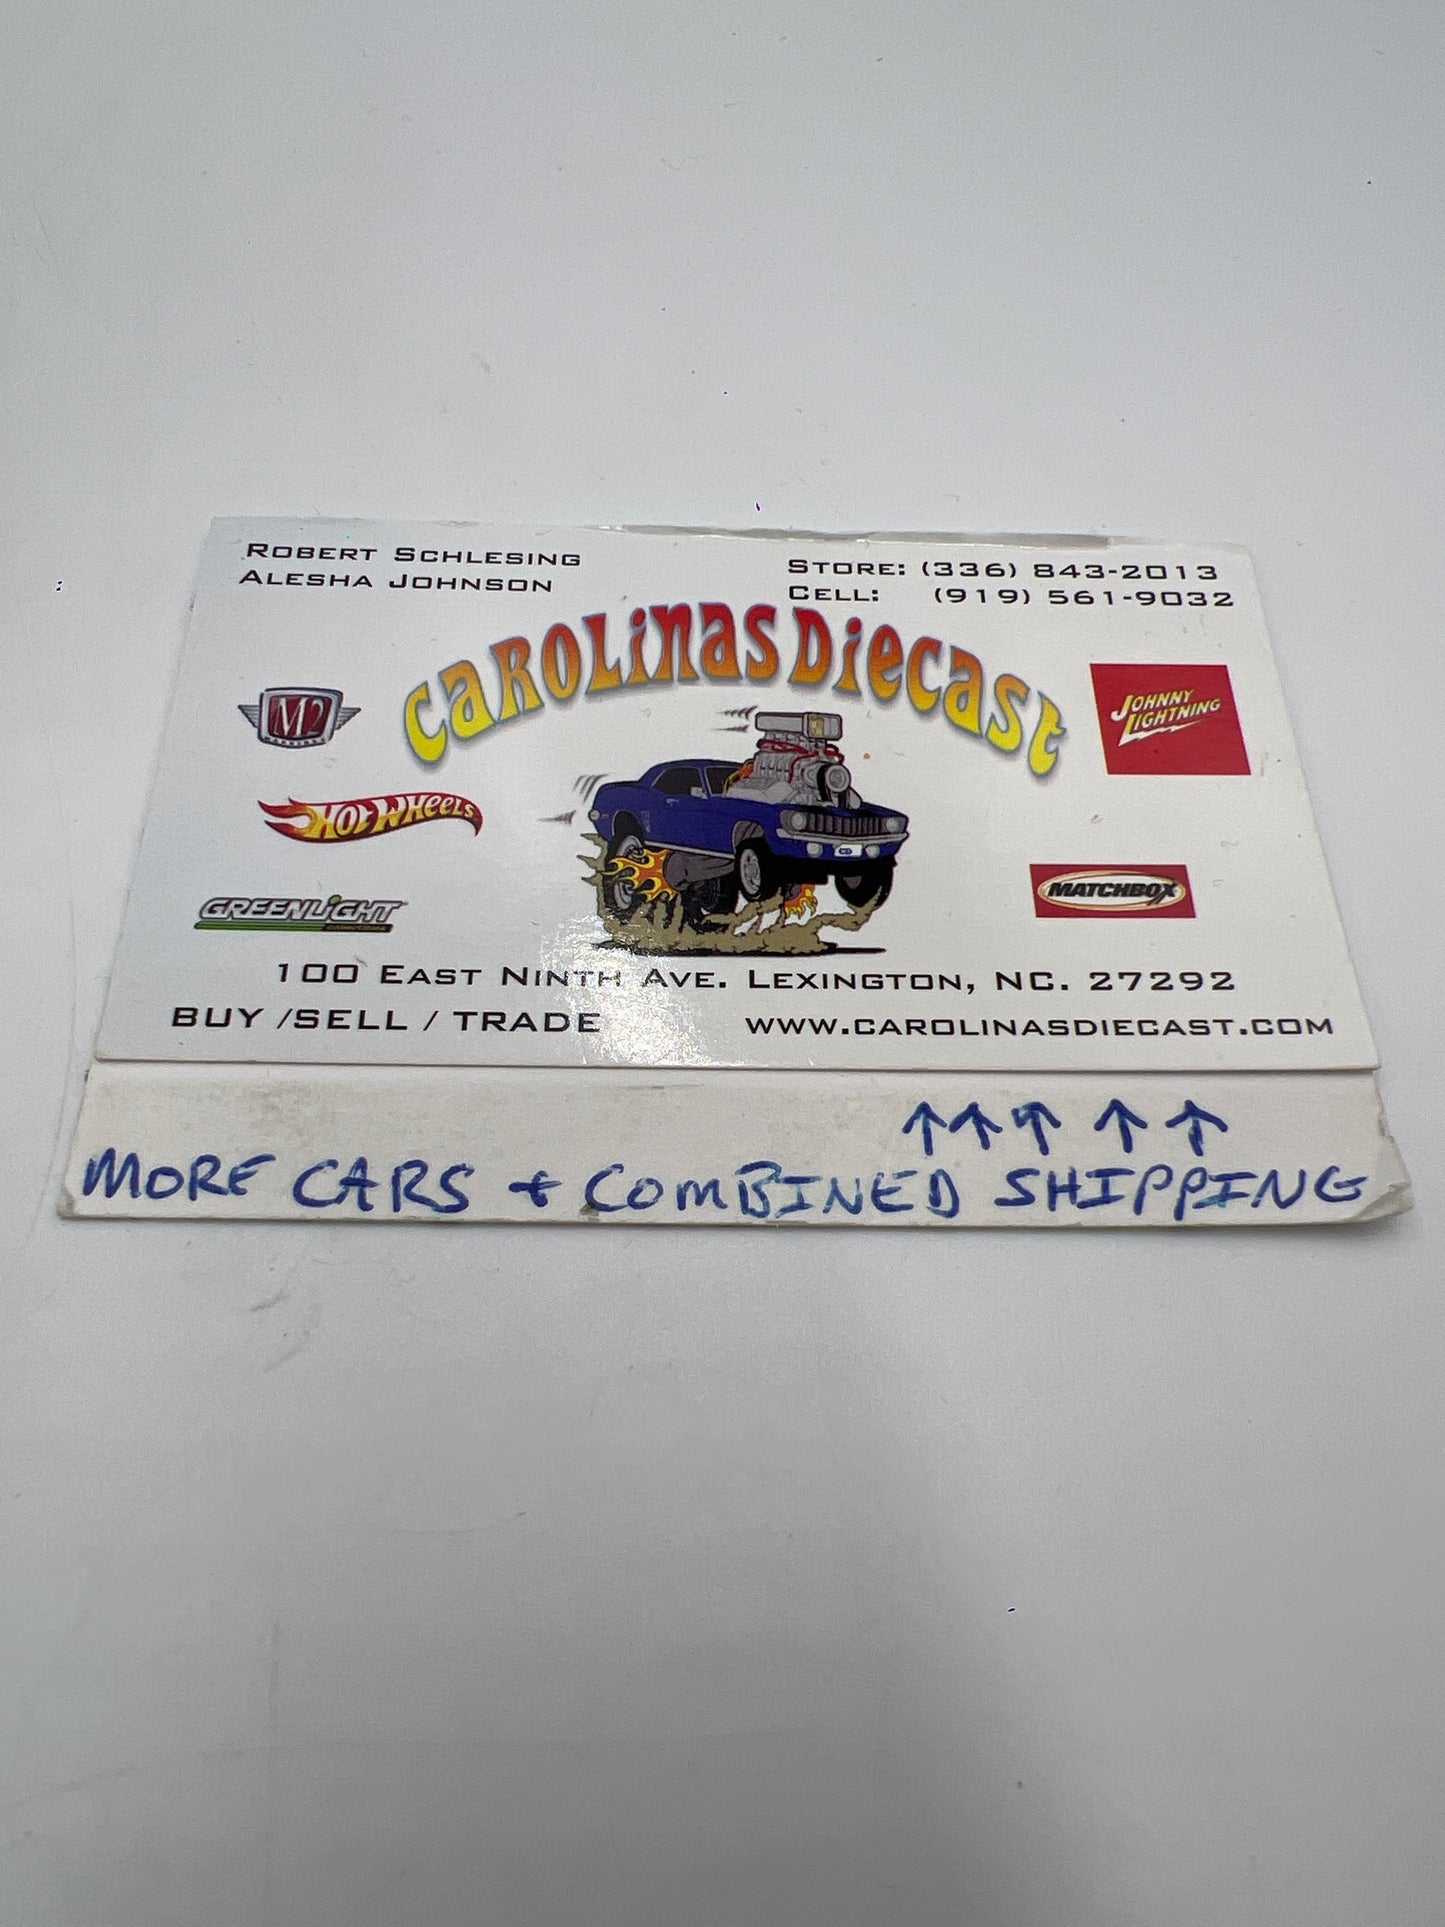 ROBERT SCHLESING
ALESHA JOHNSON
STORE: (336) 843-2013
CELL: (919) 561-9032
CAROLINAS DIECAST
M2
JOHNNY
LIGHTNING
HOT WHEELS
MATCHBOX
GREENLIGHT
100 EAST NINTH AVE. LEXINGTON, NC. 27292
BUY /SELL / TRADE
WWW.CAROLINASDIECAST.COM
↑↑↑ ↑ ↑
MORE CARS + COMBINED SHIPPING